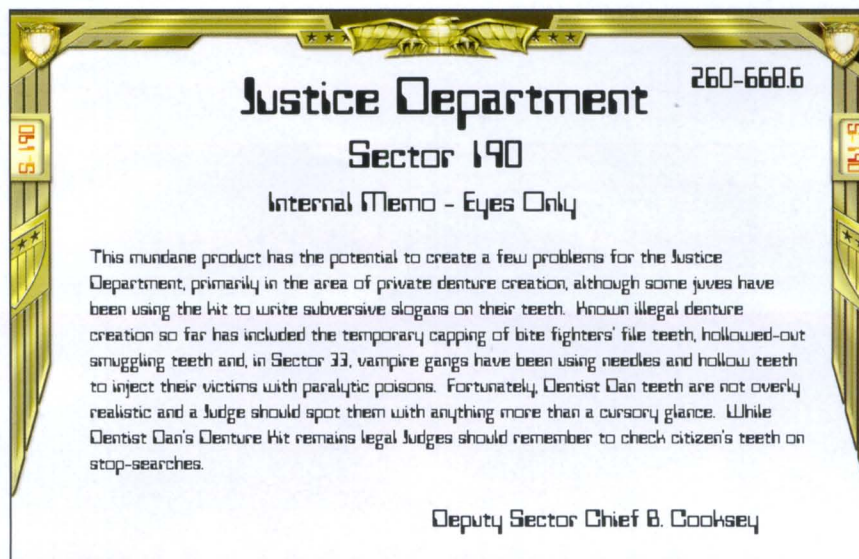 260-668.6
Justice Department
Sector 190
Internal Memo - Eyes Only
S-190
S-190
This mundane product has the potential to create a few problems for the Justice
Department, primarily in the area of private denture creation, although some juves have
been using the kit to write subversive slogans on their teeth. Known illegal denture
creation so far has included the temporary capping of bite fighters' file teeth, hollowed-out
smuggling teeth and, in Sector 33, vampire gangs have been using needles and hollow teeth
to inject their victims with paralytic poisons. Fortunately, Dentist Dan teeth are not overly
realistic and a Judge should spot them with anything more than a cursory glance. While
Dentist Dan's Denture Kit remains legal Judges should remember to check citizen's teeth on
stop-searches.
Deputy Sector Chief B. Cooksey